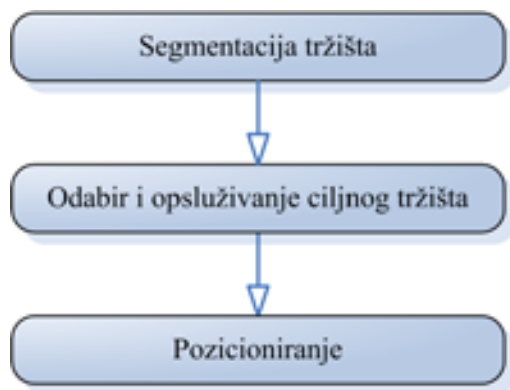 Segmentacija tržišta
Odabir i opsluživanje ciljnog tržišta
Pozicioniranje